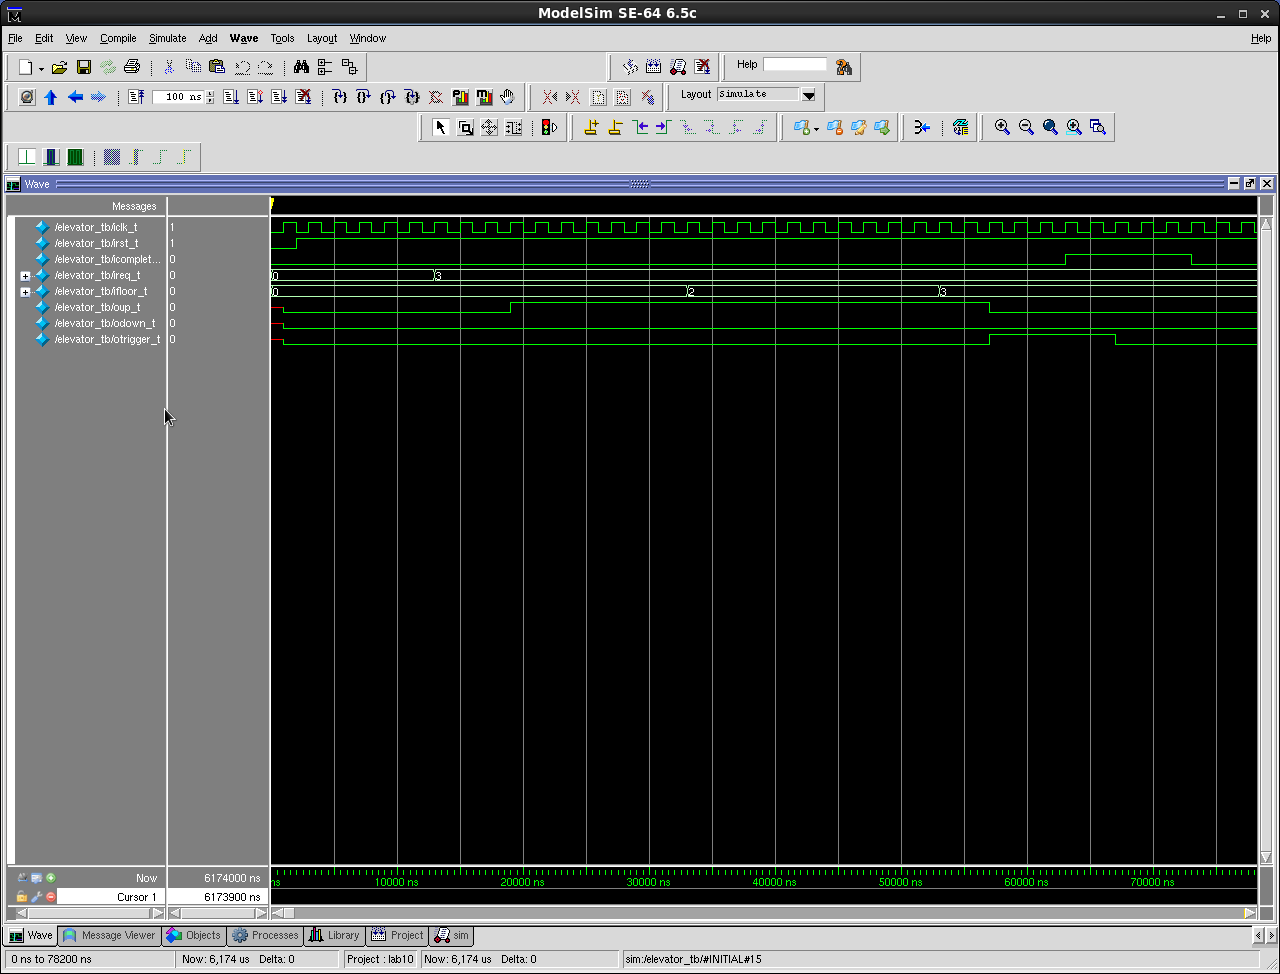 ModelSim SE-64 6.5c
File Edit View Compile Simulate Add Wave Tools Layout Window Help
Help
100 ns Layout Simulate
Wave
Messages
/elevator_tb/iclk_t 1
/elevator_tb/irst_t 1
/elevator_tb/icomplet... 0
/elevator_tb/ireq_t 0 0 3
/elevator_tb/ifloor_t 0 0 2 3
/elevator_tb/oup_t 0
/elevator_tb/odown_t 0
/elevator_tb/otrigger_t 0
Now 6174000 ns ns 10000 ns 20000 ns 30000 ns 40000 ns 50000 ns 60000 ns 70000 ns
Cursor 1 6173900 ns
Wave Message Viewer Objects Processes Library Project sim
0 ns to 78200 ns Now: 6,174 us Delta: 0 Project : lab10 Now: 6,174 us Delta: 0 sim:/elevator_tb/#INITIAL#15